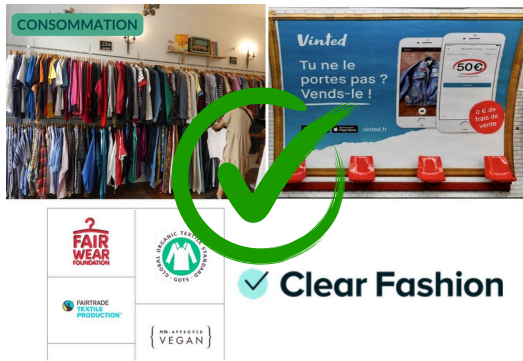 CONSOMMATION
Vinted
Tu ne le
portes pas ?
Vends-le !
vinted.fr
50€
0 € de
frais de
vente
FAIR
WEAR
FOUNDATION
GLOBAL ORGANIC TEXTILE STANDARD
· GOTS ·
FAIRTRADE
TEXTILE
PRODUCTION
PETA-APPROVED
VEGAN
Clear Fashion